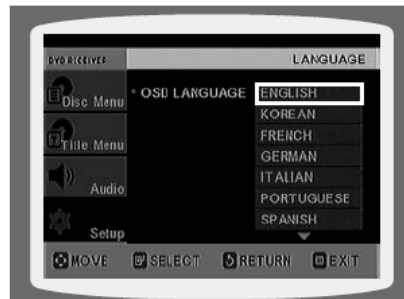 DVD RECEIVER
LANGUAGE
Disc Menu
OSD LANGUAGE
ENGLISH
KOREAN
FRENCH
Title Menu
GERMAN
ITALIAN
Audio
PORTUGUESE
SPANISH
Setup
MOVE SELECT RETURN EXIT